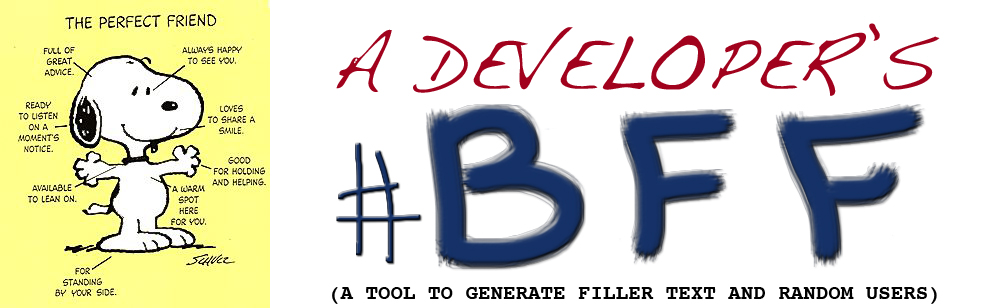 THE PERFECT FRIEND
FULL OF
GREAT
ADVICE.
ALWAYS HAPPY
TO SEE YOU.
READY
TO LISTEN
ON A
MOMENT'S
NOTICE.
LOVES
TO SHARE A
SMILE.
GOOD
FOR HOLDING
AND HELPING.
AVAILABLE
TO LEAN ON.
A WARM
SPOT
HERE
FOR YOU.
FOR
STANDING
BY YOUR SIDE.
SCHULZ
A DEVELOPER'S
#BFF
(A TOOL TO GENERATE FILLER TEXT AND RANDOM USERS)